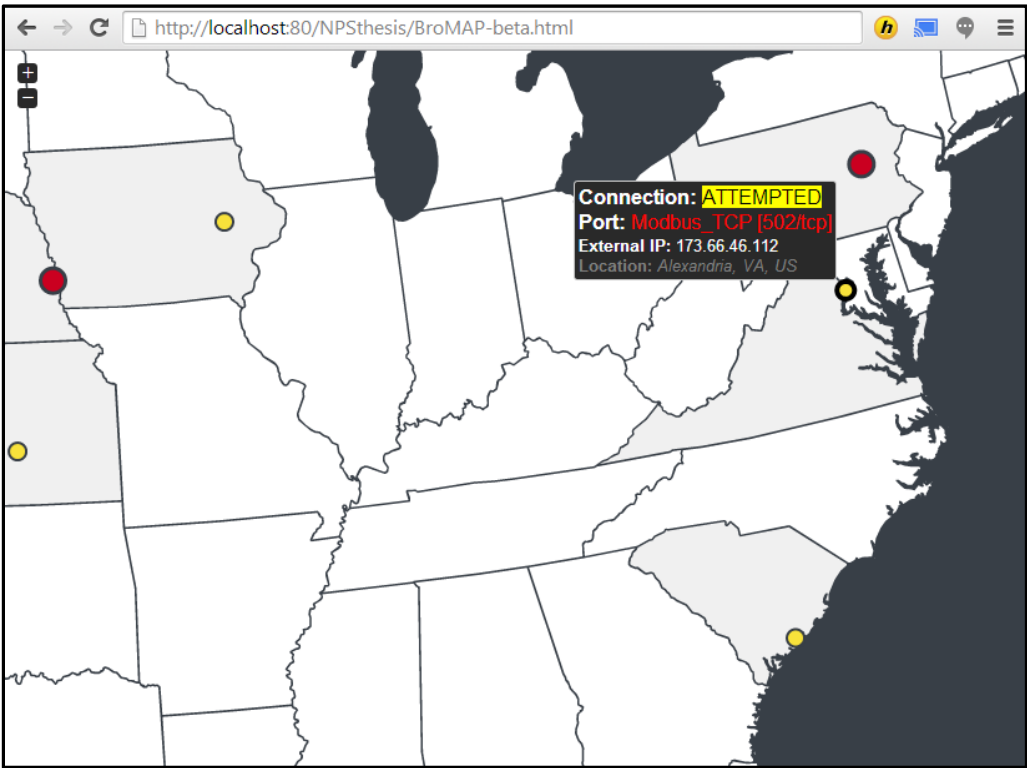 http://localhost:80/NPSthesis/BroMAP-beta.html
h
+
−
Connection: ATTEMPTED
Port: Modbus_TCP [502/tcp]
External IP: 173.66.46.112
Location: Alexandria, VA, US